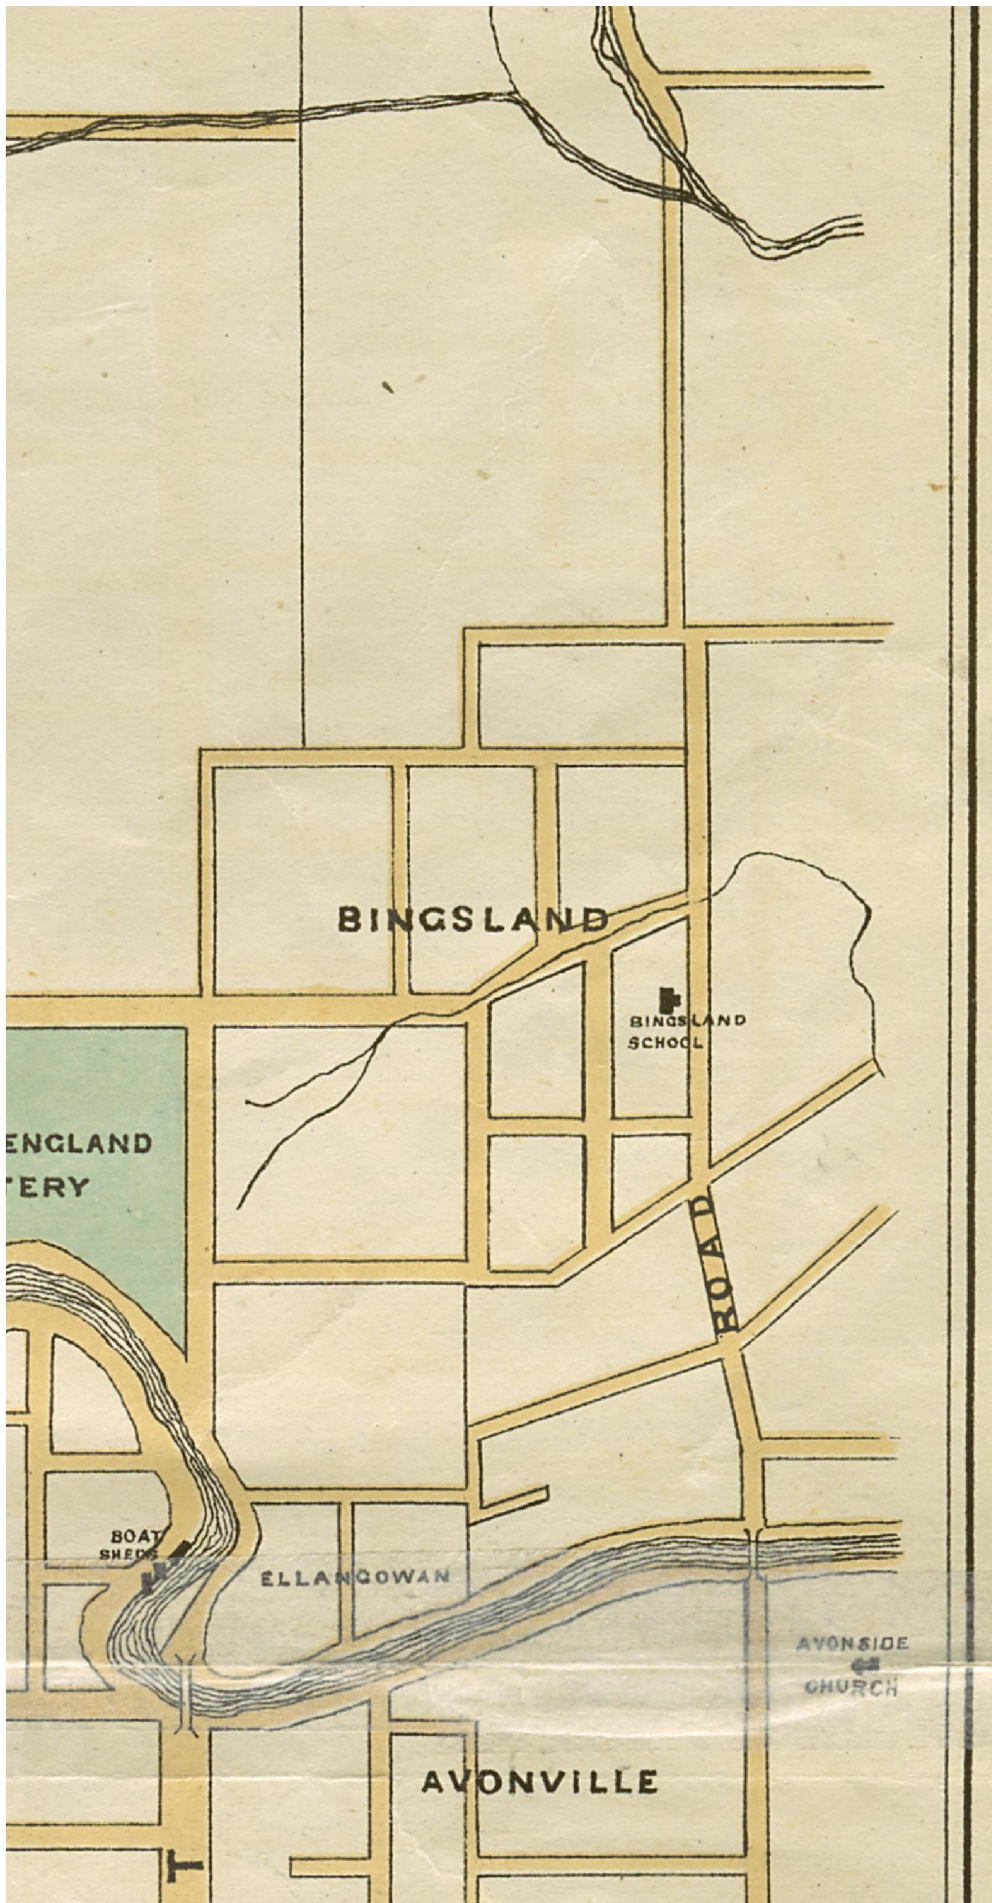 BINGSLAND
BINGSLAND
SCHOOL
ENGLAND
TERY
ROAD
BOAT
SHEDS
ELLANGOWAN
AVONSIDE
CHURCH
AVONVILLE
T